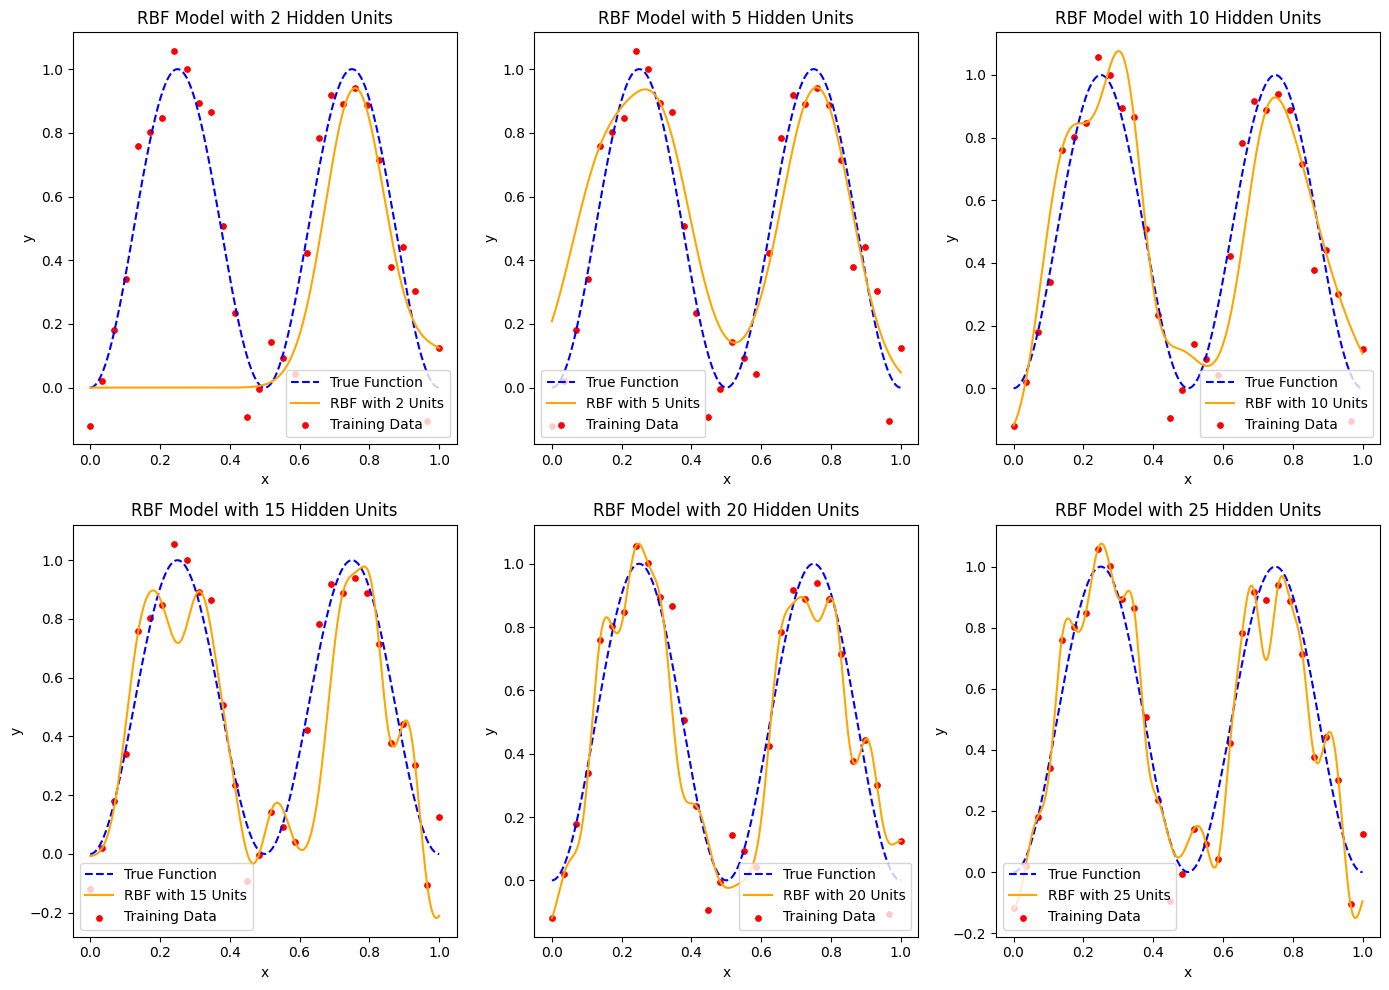 RBF Model with 2 Hidden Units
1.0
0.8
0.6
0.4
0.2
0.0
y
True Function
RBF with 2 Units
Training Data
0.0 0.2 0.4 0.6 0.8 1.0
x
RBF Model with 5 Hidden Units
1.0
0.8
0.6
0.4
0.2
0.0
y
True Function
RBF with 5 Units
Training Data
0.0 0.2 0.4 0.6 0.8 1.0
x
RBF Model with 10 Hidden Units
1.0
0.8
0.6
0.4
0.2
0.0
y
True Function
RBF with 10 Units
Training Data
0.0 0.2 0.4 0.6 0.8 1.0
x
RBF Model with 15 Hidden Units
1.0
0.8
0.6
0.4
0.2
0.0
−0.2
y
True Function
RBF with 15 Units
Training Data
0.0 0.2 0.4 0.6 0.8 1.0
x
RBF Model with 20 Hidden Units
1.0
0.8
0.6
0.4
0.2
0.0
y
True Function
RBF with 20 Units
Training Data
0.0 0.2 0.4 0.6 0.8 1.0
x
RBF Model with 25 Hidden Units
1.0
0.8
0.6
0.4
0.2
0.0
−0.2
y
True Function
RBF with 25 Units
Training Data
0.0 0.2 0.4 0.6 0.8 1.0
x